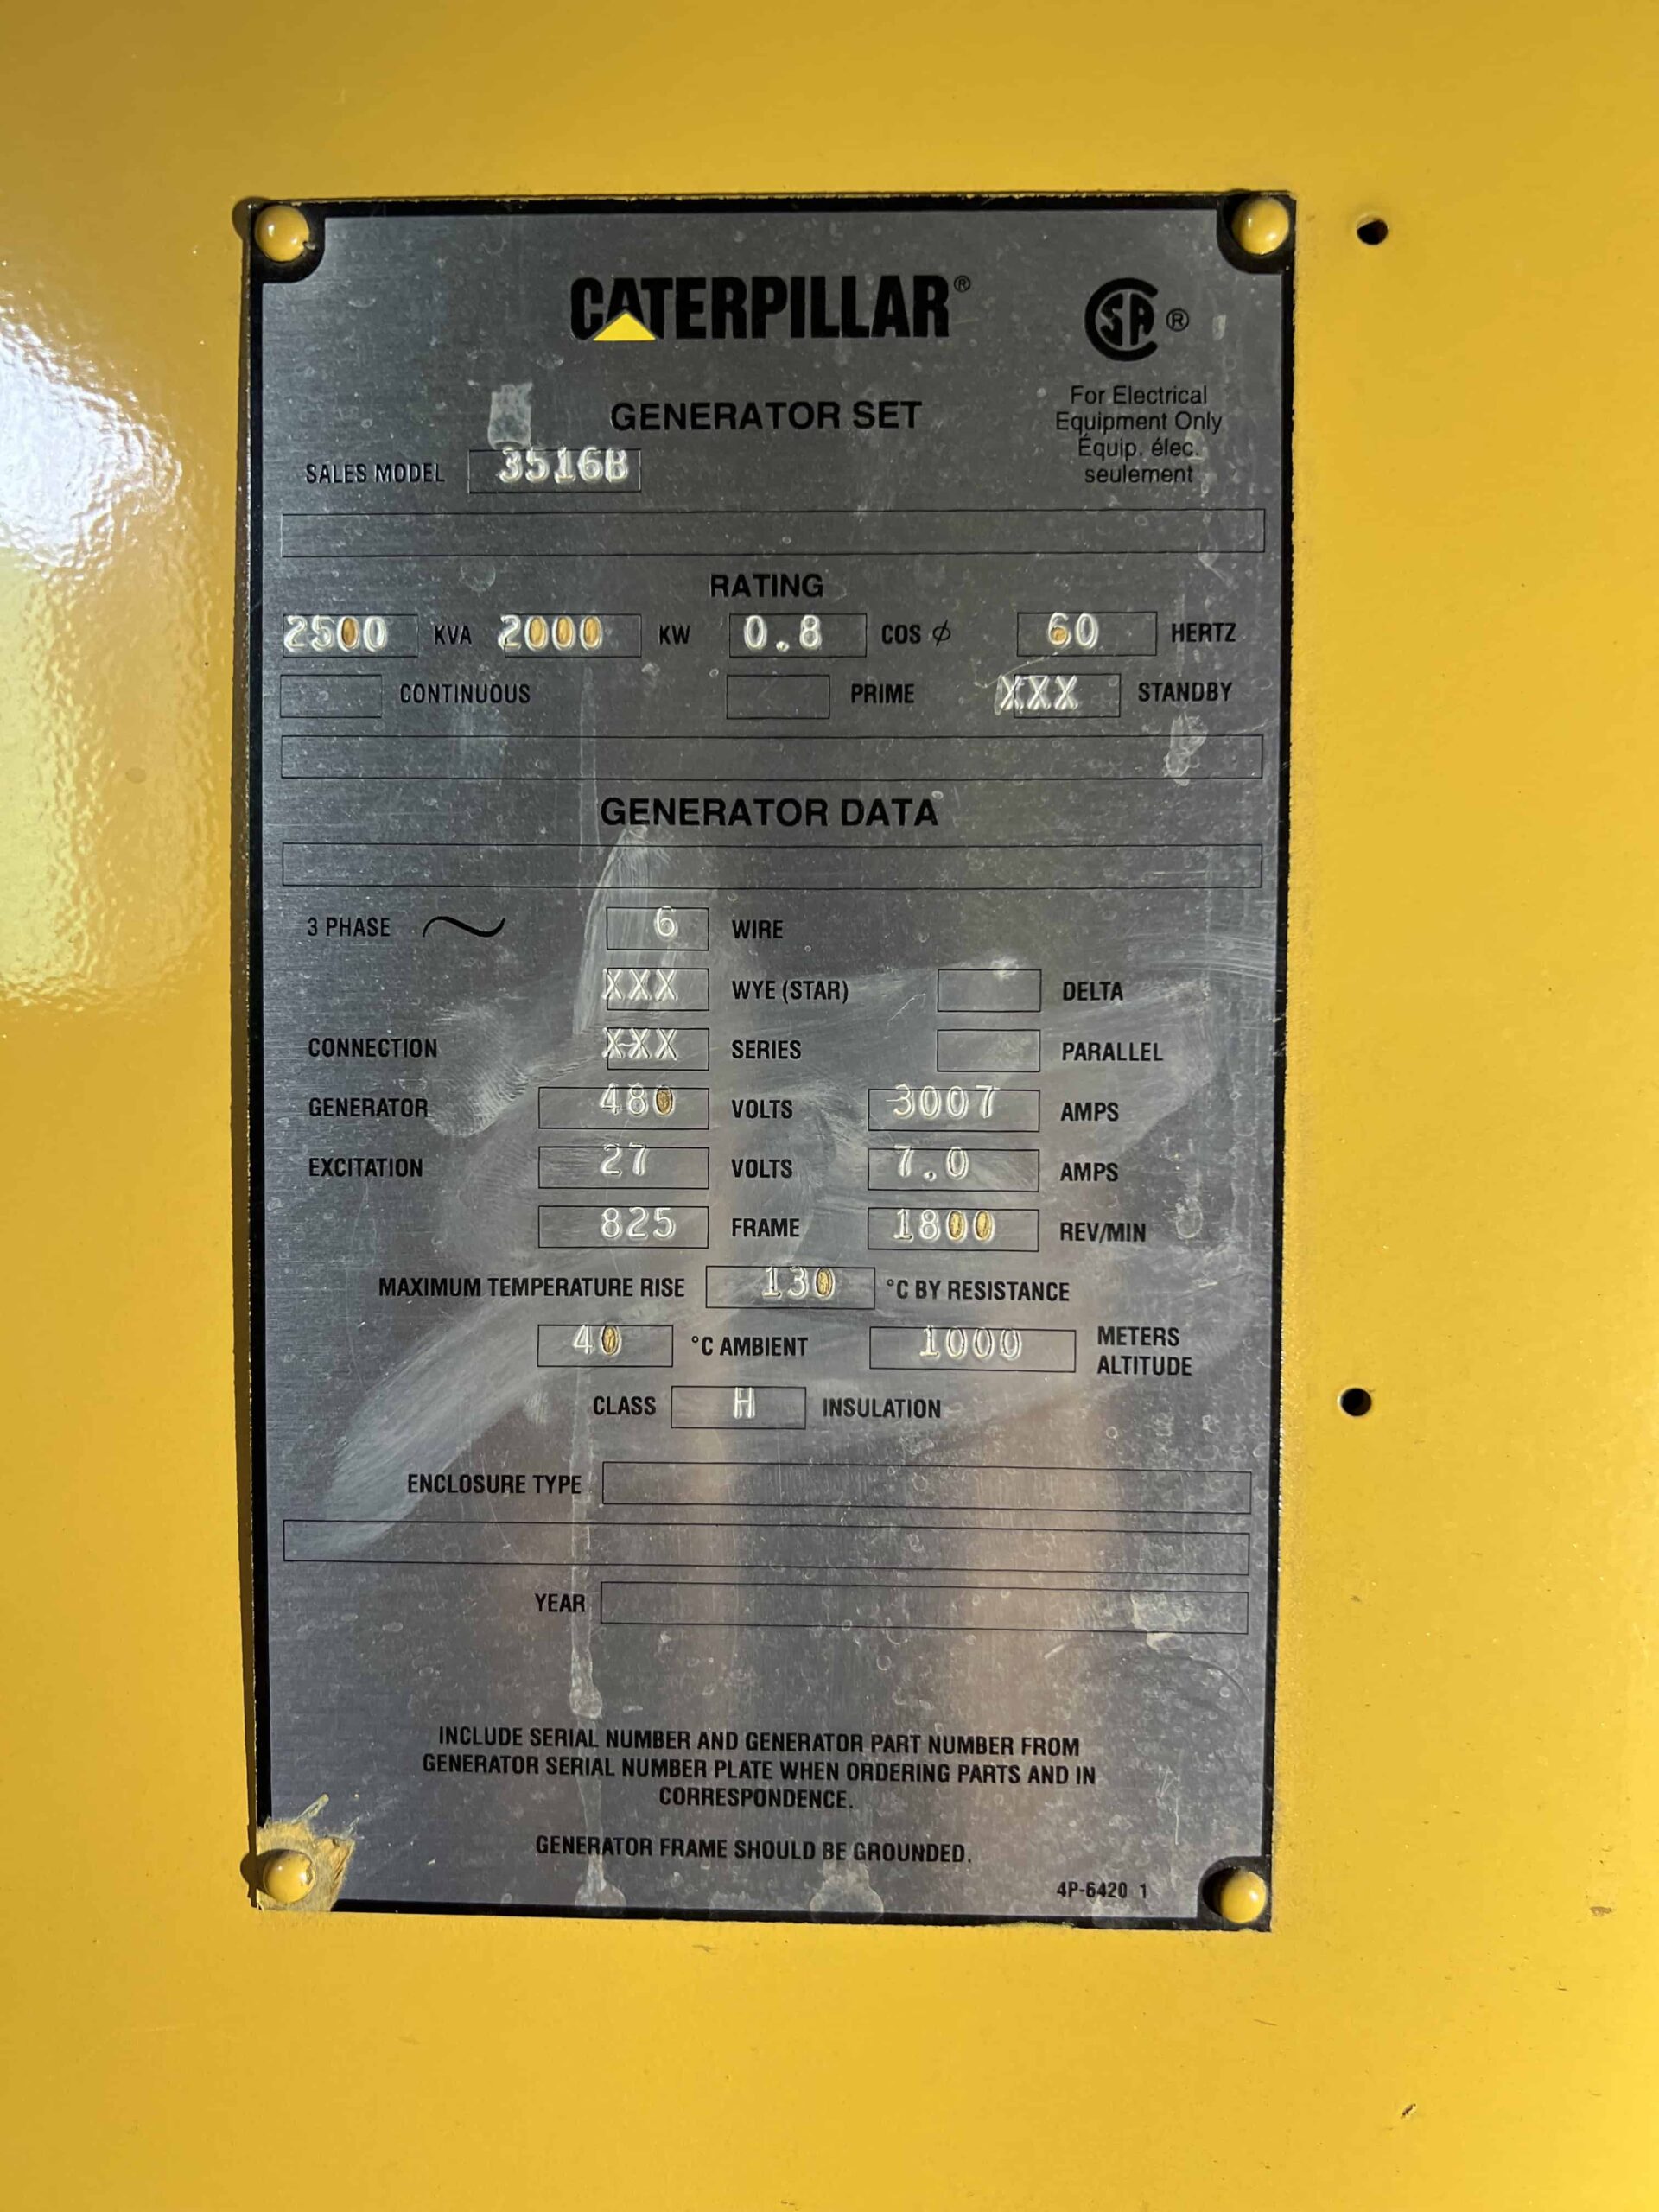 CATERPILLAR®
SA ®
For Electrical
Equipment Only
Équip. élec.
seulement
GENERATOR SET
SALES MODEL 3516B
RATING
2500 KVA 2000 KW 0.8 COS ϕ 60 HERTZ
CONTINUOUS PRIME XXX STANDBY
GENERATOR DATA
3 PHASE 6 WIRE
XXX WYE (STAR) DELTA
CONNECTION XXX SERIES PARALLEL
GENERATOR 480 VOLTS 3007 AMPS
EXCITATION 27 VOLTS 7.0 AMPS
825 FRAME 1800 REV/MIN
MAXIMUM TEMPERATURE RISE 130 °C BY RESISTANCE
40 °C AMBIENT 1000 METERS
ALTITUDE
CLASS H INSULATION
ENCLOSURE TYPE
YEAR
INCLUDE SERIAL NUMBER AND GENERATOR PART NUMBER FROM
GENERATOR SERIAL NUMBER PLATE WHEN ORDERING PARTS AND IN
CORRESPONDENCE.
GENERATOR FRAME SHOULD BE GROUNDED.
4P-6420 1